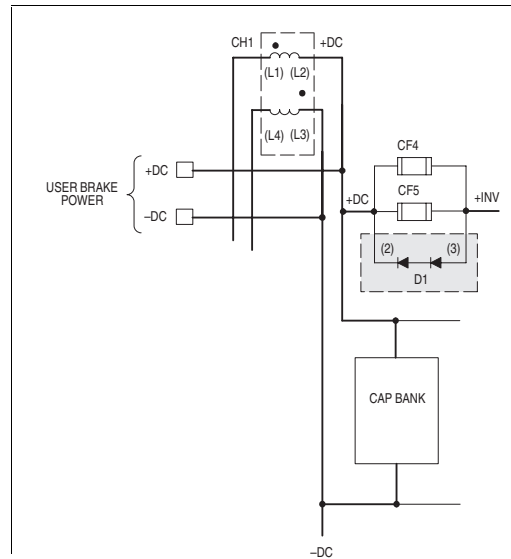 CH1
+DC
(L1) (L2)
(L4) (L3)
CF4
+DC
USER BRAKE
POWER
CF5
+DC
+INV
–DC
(2)
(3)
D1
CAP BANK
–DC